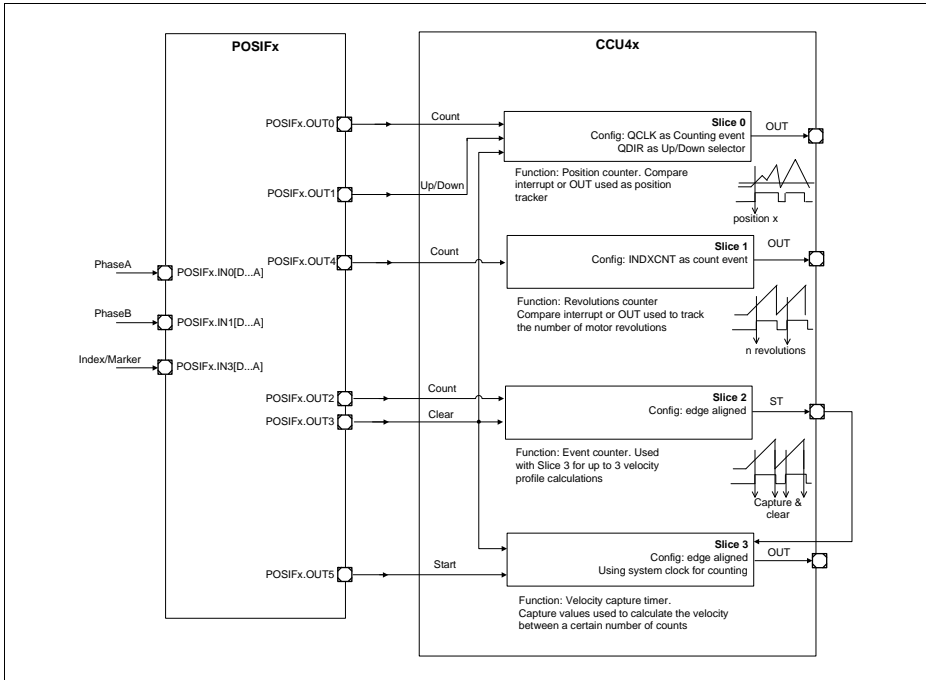 POSIFx
CCU4x
POSIFx.OUT0
Count
Slice 0
Config: QCLK as Counting event
QDIR as Up/Down selector
OUT
POSIFx.OUT1
Up/Down
Function: Position counter. Compare
interrupt or OUT used as position
tracker
position x
PhaseA
POSIFx.IN0[D...A]
POSIFx.OUT4
Count
Slice 1
Config: INDXCNT as count event
OUT
PhaseB
POSIFx.IN1[D...A]
Function: Revolutions counter
Compare interrupt or OUT used to track
the number of motor revolutions
n revolutions
Index/Marker
POSIFx.IN3[D...A]
POSIFx.OUT2
Count
Slice 2
Config: edge aligned
ST
POSIFx.OUT3
Clear
Function: Event counter. Used
with Slice 3 for up to 3 velocity
profile calculations
Capture &
clear
POSIFx.OUT5
Start
Slice 3
Config: edge aligned
Using system clock for counting
OUT
Function: Velocity capture timer.
Capture values used to calculate the velocity
between a certain number of counts